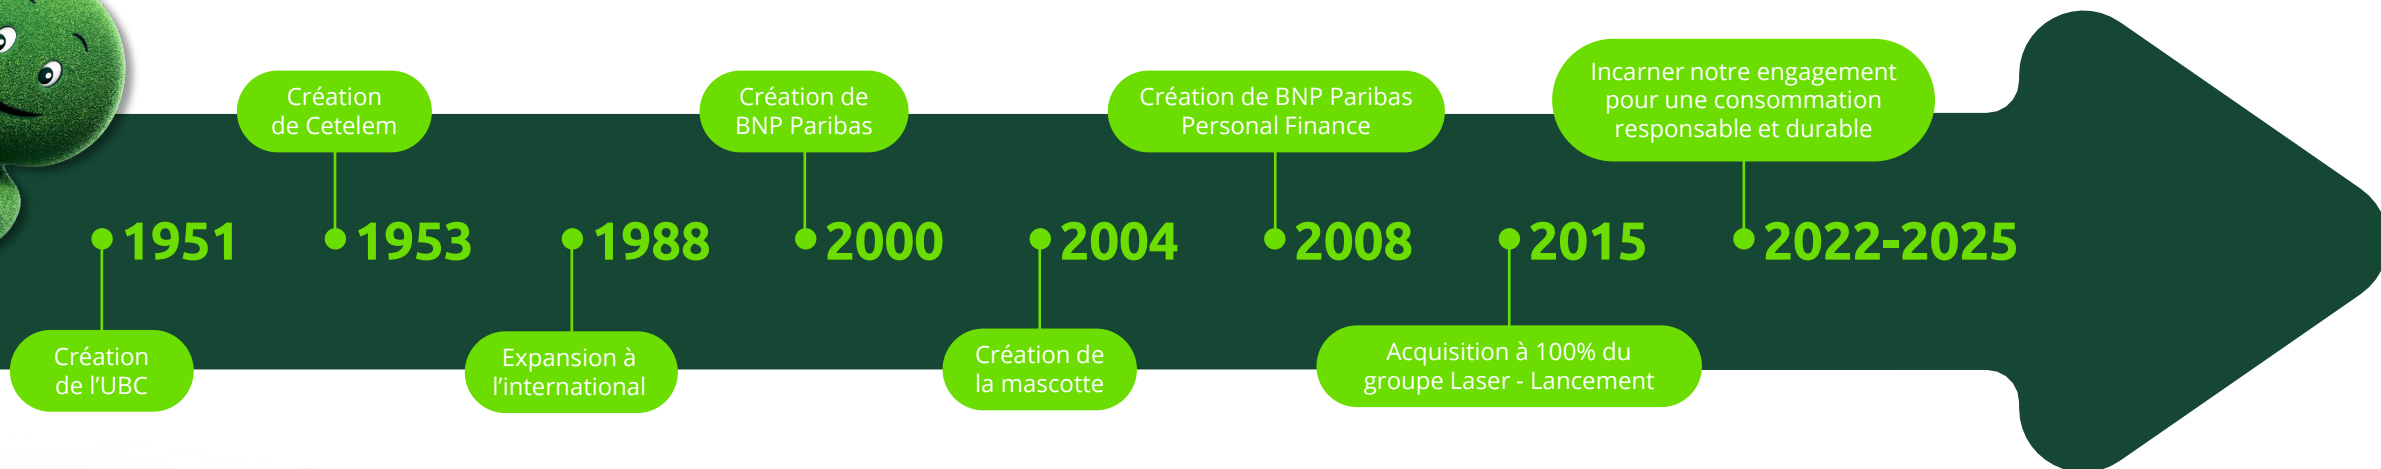 1951
Création
de l’UBC
Création
de Cetelem
1953
1988
Expansion à
l’international
Création de
BNP Paribas
2000
2004
Création de
la mascotte
Création de BNP Paribas
Personal Finance
2008
2015
Acquisition à 100% du
groupe Laser - Lancement
Incarner notre engagement
pour une consommation
responsable et durable
2022-2025